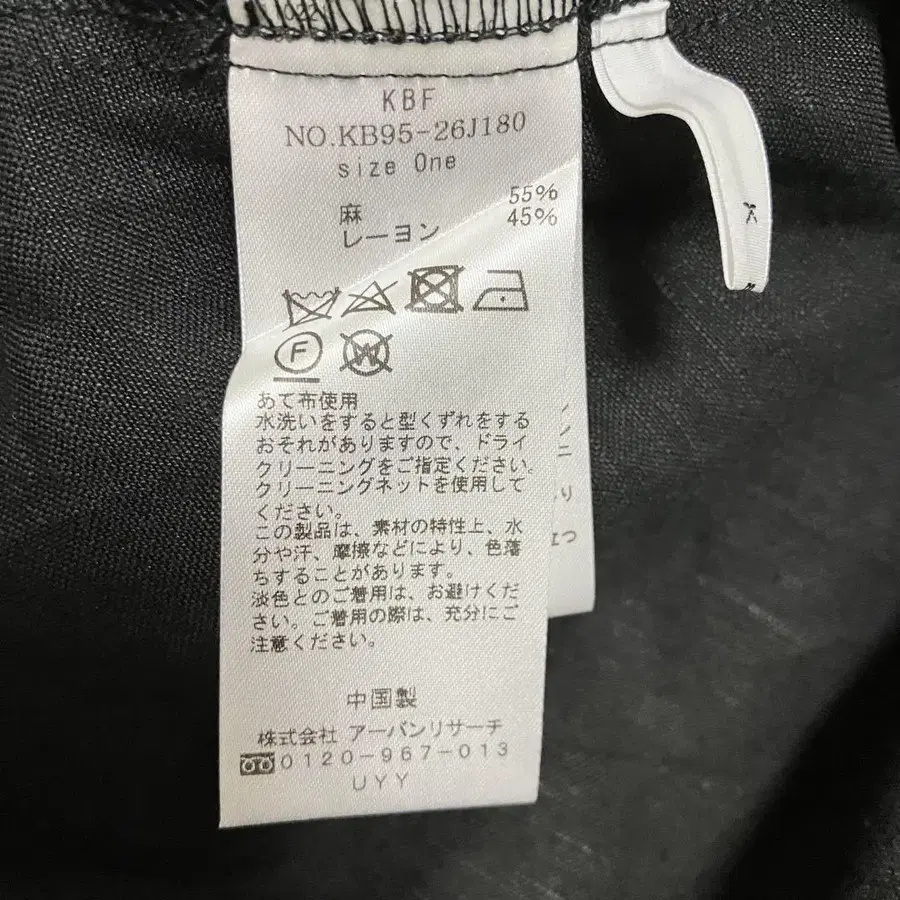 KBF
NO.KB95-26J180
size One
麻 55%
レーヨン 45%
F
W
あて布使用
水洗いをすると型くずれをする
おそれがありますので、ドライ
クリーニングをご指定ください。
クリーニングネットを使用して
ください。
この製品は、素材の特性上、水
分や汗、摩擦などにより、色落
ちすることがあります。
淡色とのご着用は、お避けくだ
さい。ご着用の際は、充分にご
注意ください。
中国製
株式会社 アーバンリサーチ
0120-967-013
UYY